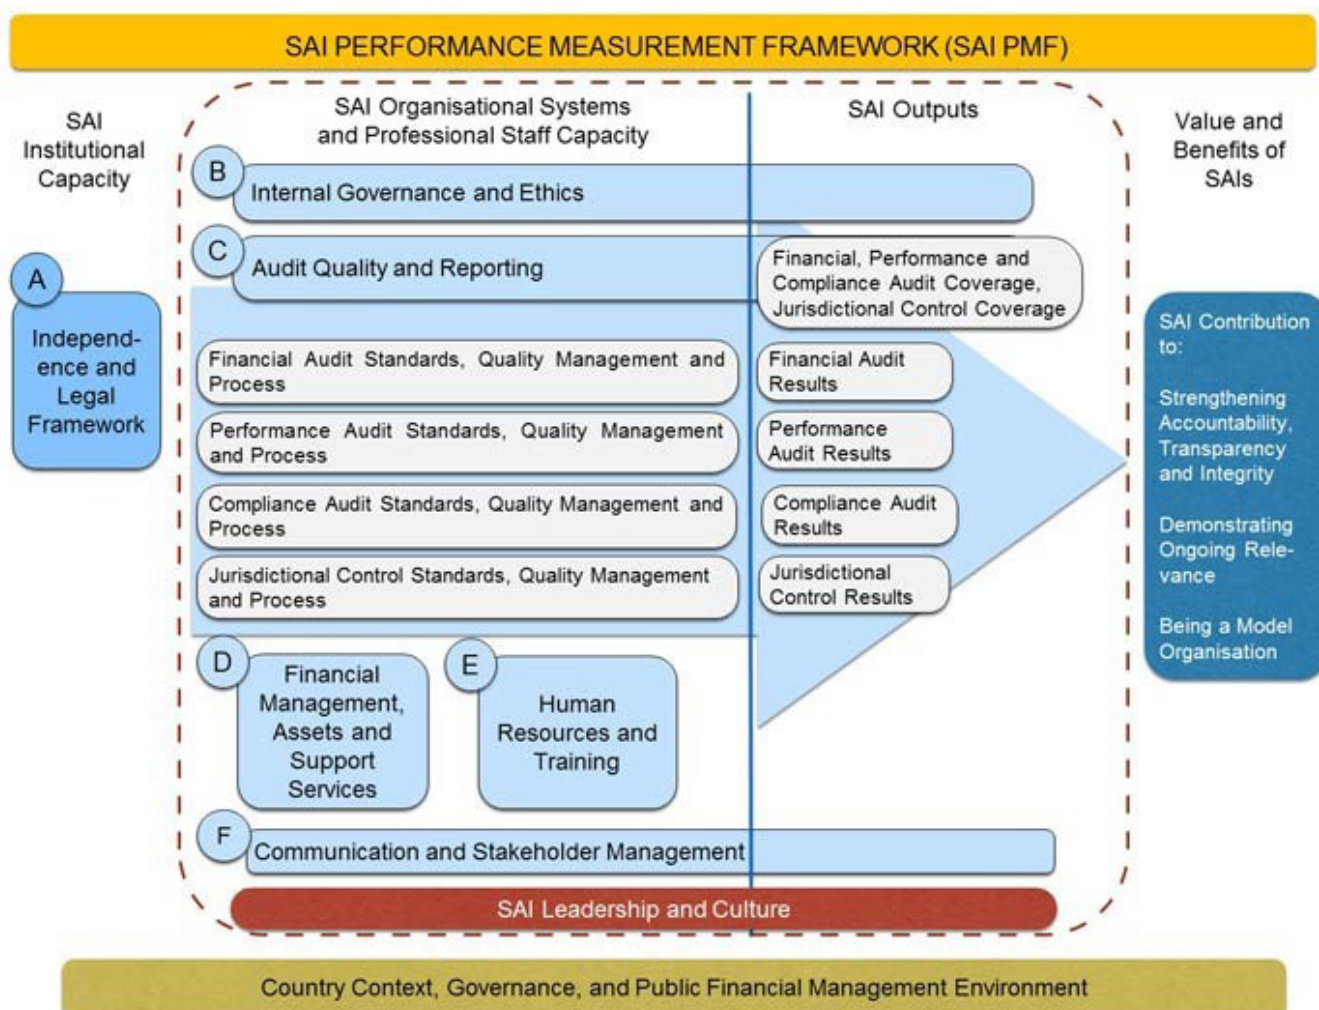 SAI PERFORMANCE MEASUREMENT FRAMEWORK (SAI PMF)
SAI
Institutional
Capacity
SAI Organisational Systems
and Professional Staff Capacity
SAI Outputs
Value and
Benefits of
SAIs
B
Internal Governance and Ethics
C
Audit Quality and Reporting
Financial, Performance and
Compliance Audit Coverage,
Jurisdictional Control Coverage
A
Independ-
ence and
Legal
Framework
Financial Audit Standards, Quality Management and
Process
Financial Audit
Results
Performance Audit Standards, Quality Management
and Process
Performance
Audit Results
Compliance Audit Standards, Quality Management and
Process
Compliance Audit
Results
Jurisdictional Control Standards, Quality Management
and Process
Jurisdictional
Control Results
SAI Contribution
to:
Strengthening
Accountability,
Transparency
and Integrity
Demonstrating
Ongoing Rele-
vance
Being a Model
Organisation
D
Financial
Management,
Assets and
Support
Services
E
Human
Resources and
Training
F
Communication and Stakeholder Management
SAI Leadership and Culture
Country Context, Governance, and Public Financial Management Environment